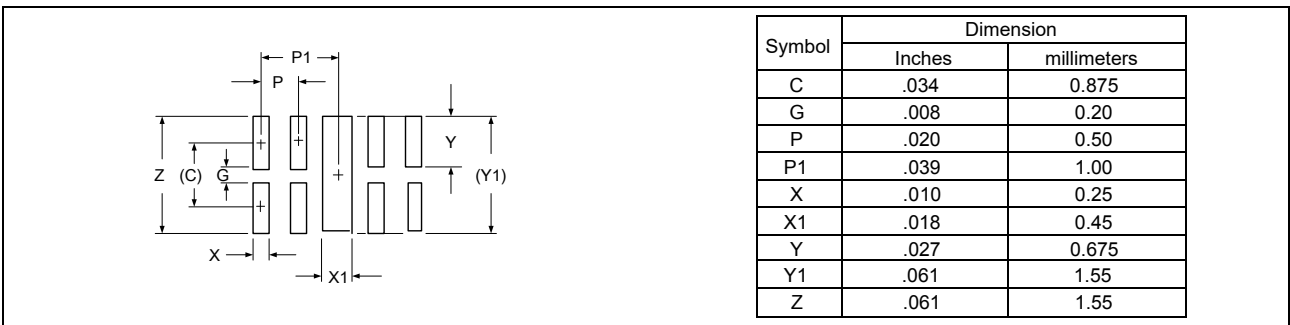 P1
P
Z
(C)
G
Y
(Y1)
X
X1
Symbol Dimension
Inches millimeters
C .034 0.875
G .008 0.20
P .020 0.50
P1 .039 1.00
X .010 0.25
X1 .018 0.45
Y .027 0.675
Y1 .061 1.55
Z .061 1.55